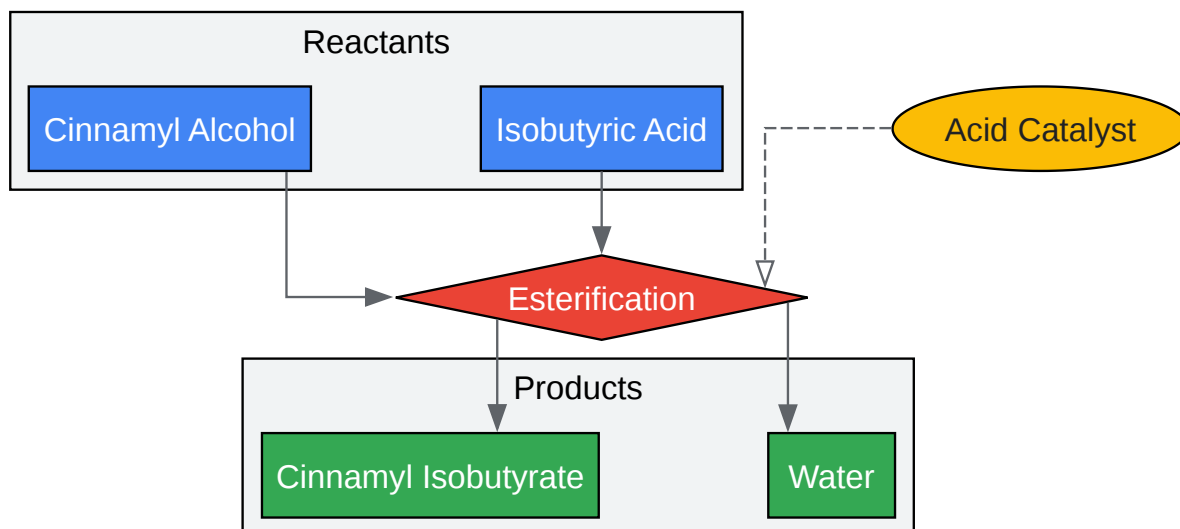 Reactants
Cinnamyl Alcohol
Isobutyric Acid
Acid Catalyst
Esterification
Products
Cinnamyl Isobutyrate
Water